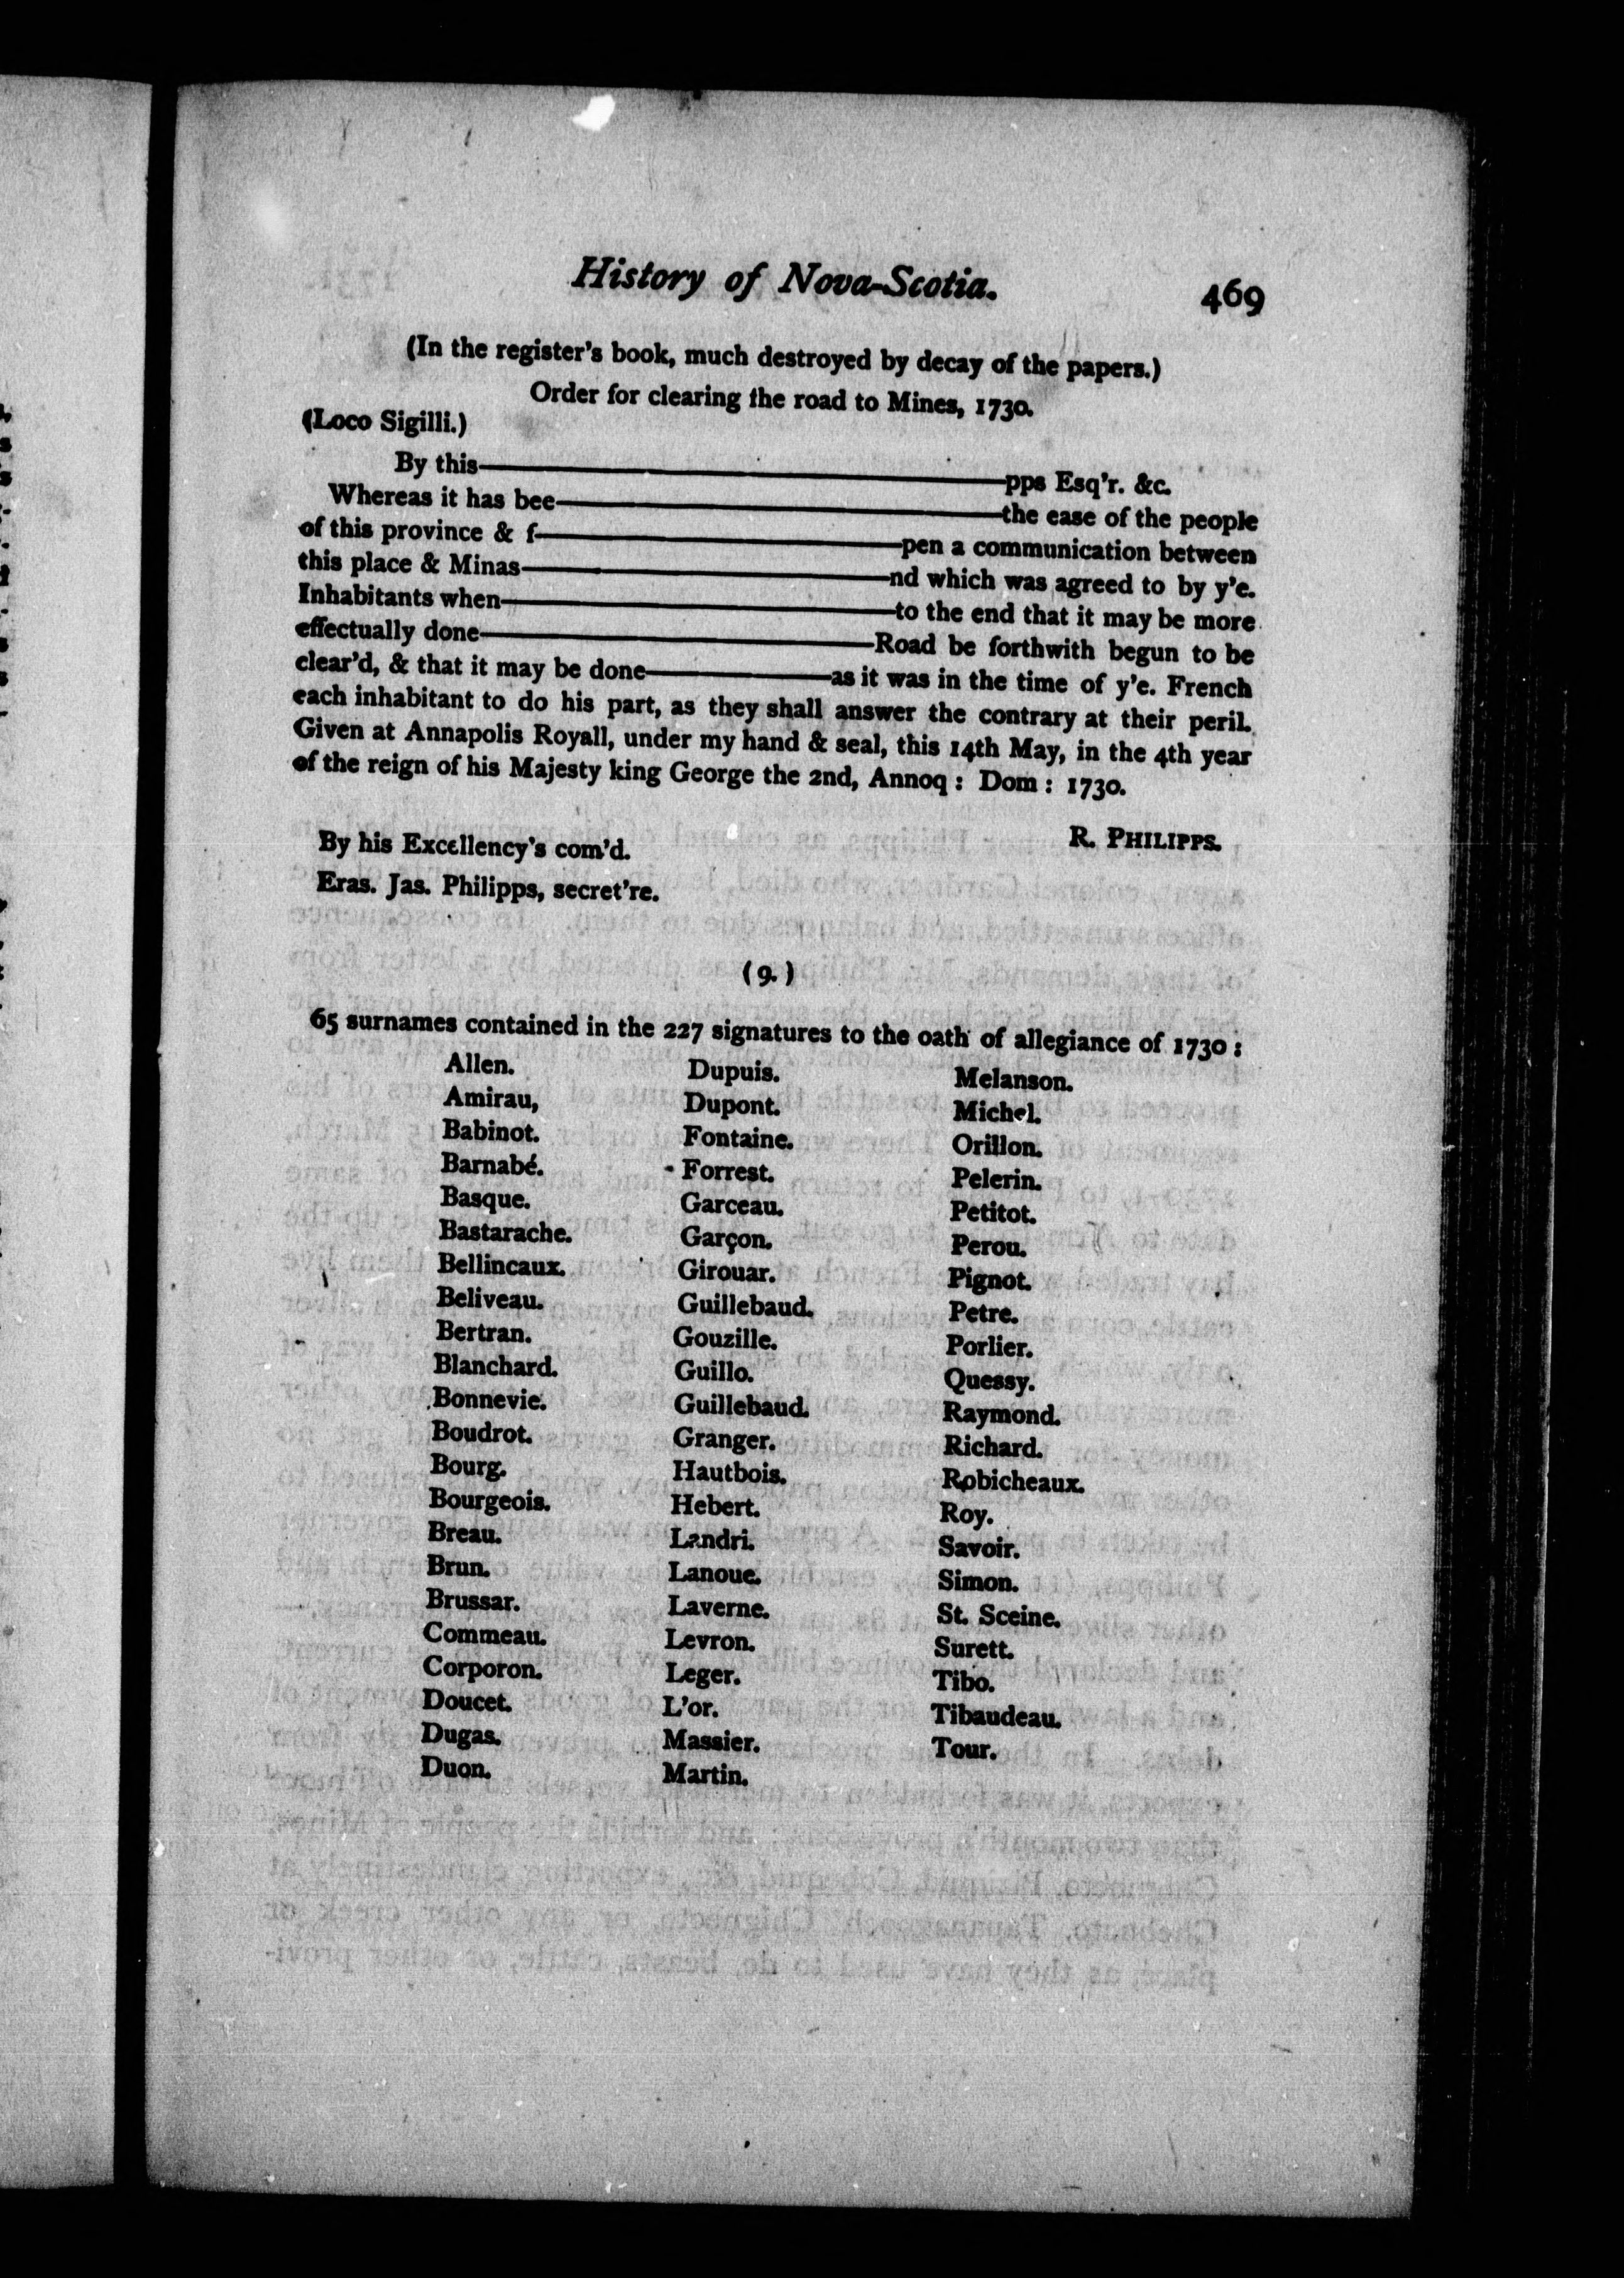 History of Nova-Scotia. 469
(In the register's book, much destroyed by decay of the papers.)
Order for clearing the road to Mines, 1730.
(Loco Sigilli.)
By this————pps Esq'r. &c.
Whereas it has bee————the ease of the people
of this province & f————pen a communication between
this place & Minas————nd which was agreed to by y'e.
Inhabitants when————to the end that it may be more
effectually done————Road be forthwith begun to be
clear'd, & that it may be done————as it was in the time of y'e. French
each inhabitant to do his part, as they shall answer the contrary at their peril.
Given at Annapolis Royall, under my hand & seal, this 14th May, in the 4th year
of the reign of his Majesty king George the 2nd, Annoq : Dom : 1730.
R. PHILIPPS.
By his Excellency's com'd.
Eras. Jas. Philipps, secret're.
(9.)
65 surnames contained in the 227 signatures to the oath of allegiance of 1730 :
Allen.
Amirau,
Babinot.
Barnabé.
Basque.
Bastarache.
Bellincaux.
Beliveau.
Bertran.
Blanchard.
Bonnevie.
Boudrot.
Bourg.
Bourgeois.
Breau.
Brun.
Brussar.
Commeau.
Corporon.
Doucet.
Dugas.
Duon.
Dupuis.
Dupont.
Fontaine.
Forrest.
Garceau.
Garçon.
Girouar.
Guillebaud.
Gouzille.
Guillo.
Guillebaud.
Granger.
Hautbois.
Hebert.
Landri.
Lanoue.
Laverne.
Levron.
Leger.
L'or.
Massier.
Martin.
Melanson.
Michel.
Orillon.
Pelerin.
Petitot.
Perou.
Pignot.
Petre.
Porlier.
Quessy.
Raymond.
Richard.
Robicheaux.
Roy.
Savoir.
Simon.
St. Sceine.
Surett.
Tibo.
Tibaudeau.
Tour.